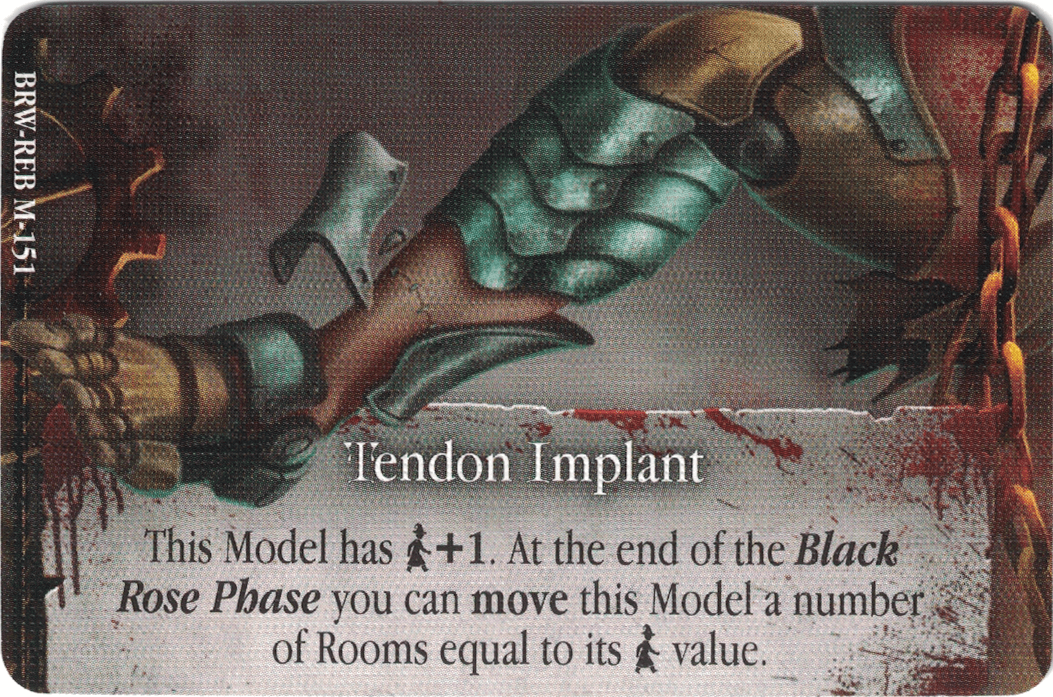 BRW-REB M-151
Tendon Implant
This Model has +1. At the end of the Black
Rose Phase you can move this Model a number
of Rooms equal to its value.